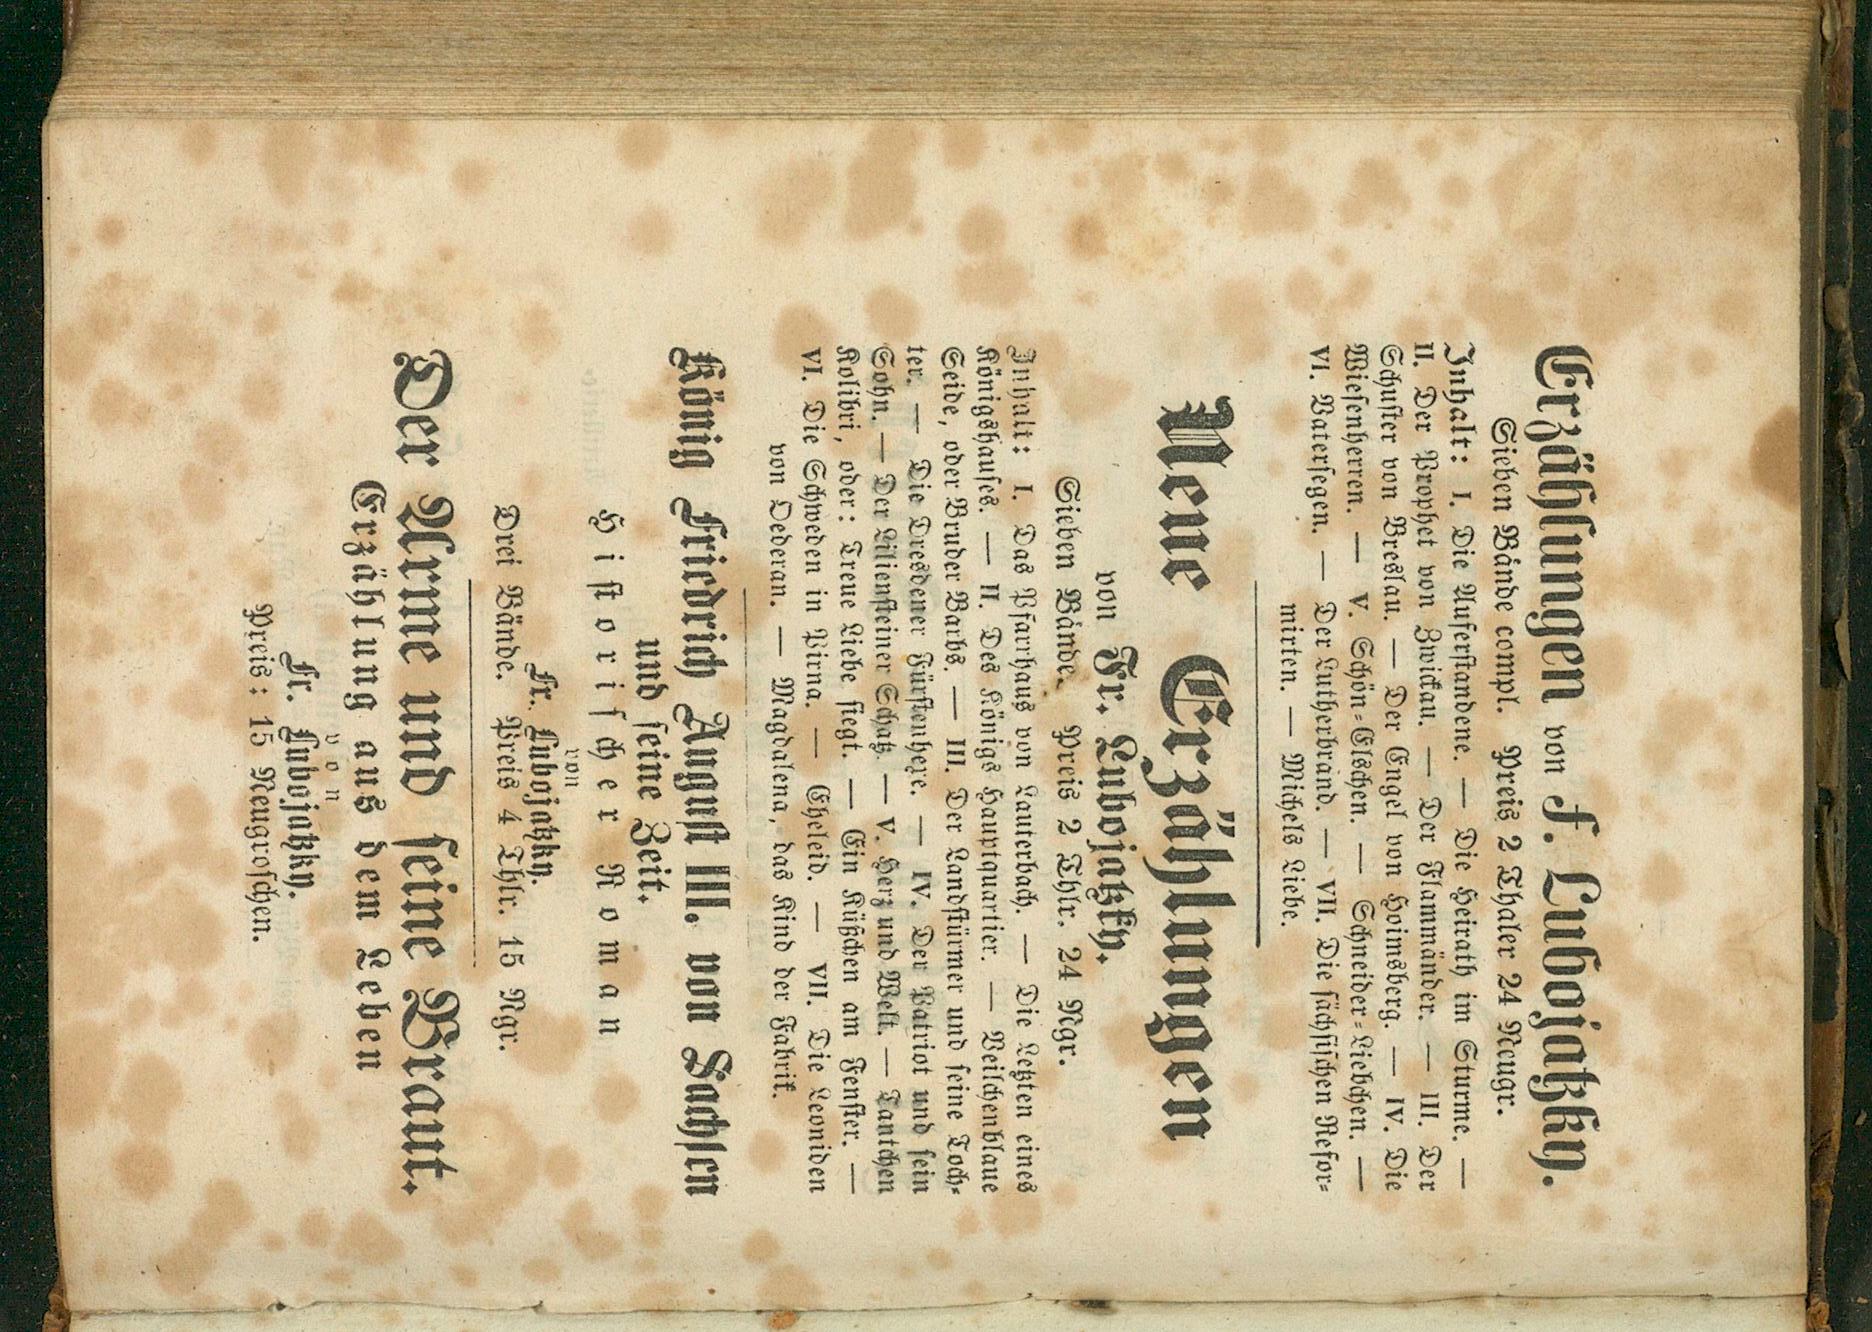 Erzählungen von F. Lubojatzky.
Sieben Bände compl. Preis 2 Thaler 24 Neugr.
Inhalt: I. Die Auferstandene. — Die Heirath im Sturme. —
II. Der Prophet von Zwickau. — Der Flammänder. — III. Der
Schuster von Breslau. — Der Engel von Hoimsberg. — IV. Die
Wiesenherren. — V. Schön-Elschen. — Schneider-Liebchen. —
VI. Vatersegen. — Der Lutherbrand. — VII. Die sächsischen Refor-
mirten. — Michels Liebe.
Neue Erzählungen
von Fr. Lubojatzky.
Sieben Bände. Preis 2 Thlr. 24 Ngr.
Inhalt: I. Das Pfarrhaus von Lauterbach. — Die Letzten eines
Königshauses. — II. Des Königs Hauptquartier. — Veilchenblaue
Seide, oder Bruder Barbs. — III. Der Landstürmer und seine Toch-
ter. — Die Dresdener Fürstenhexe. — IV. Der Patriot und sein
Sohn. — Der Liliensteiner Schatz. — V. Herz und Welt. — Tantchen
Kolibri, oder: Treue Liebe siegt. — Ein Küßchen am Fenster. —
VI. Die Schweden in Pirna. — Eheleid. — VII. Die Leoniden
von Oederan. — Magdalena, das Kind der Fabrik.
König Friedrich August III. von Sachsen
und seine Zeit.
Historischer Roman
von
Fr. Lubojatzky.
Drei Bände. Preis 4 Thlr. 15 Ngr.
Der Arme und seine Braut.
Erzählung aus dem Leben
von
Fr. Lubojatzky.
Preis: 15 Neugroschen.